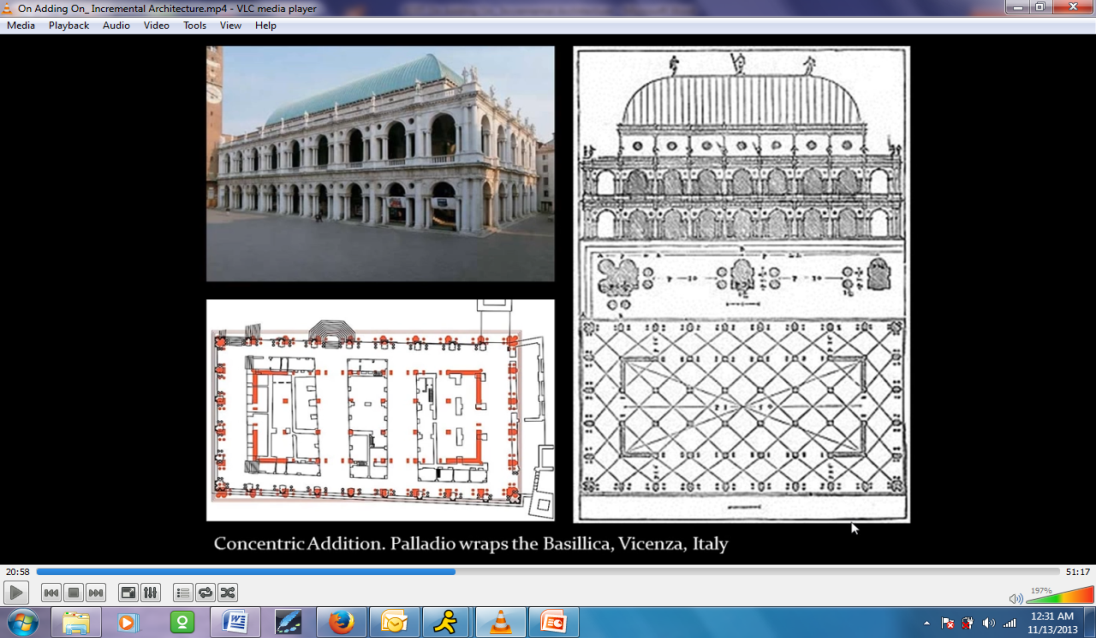 On Adding On_ Incremental Architecture.mp4 - VLC media player
Media Playback Audio Video Tools View Help
Concentric Addition. Palladio wraps the Basillica, Vicenza, Italy
20:58
51:17
197%
12:31 AM
11/13/2013